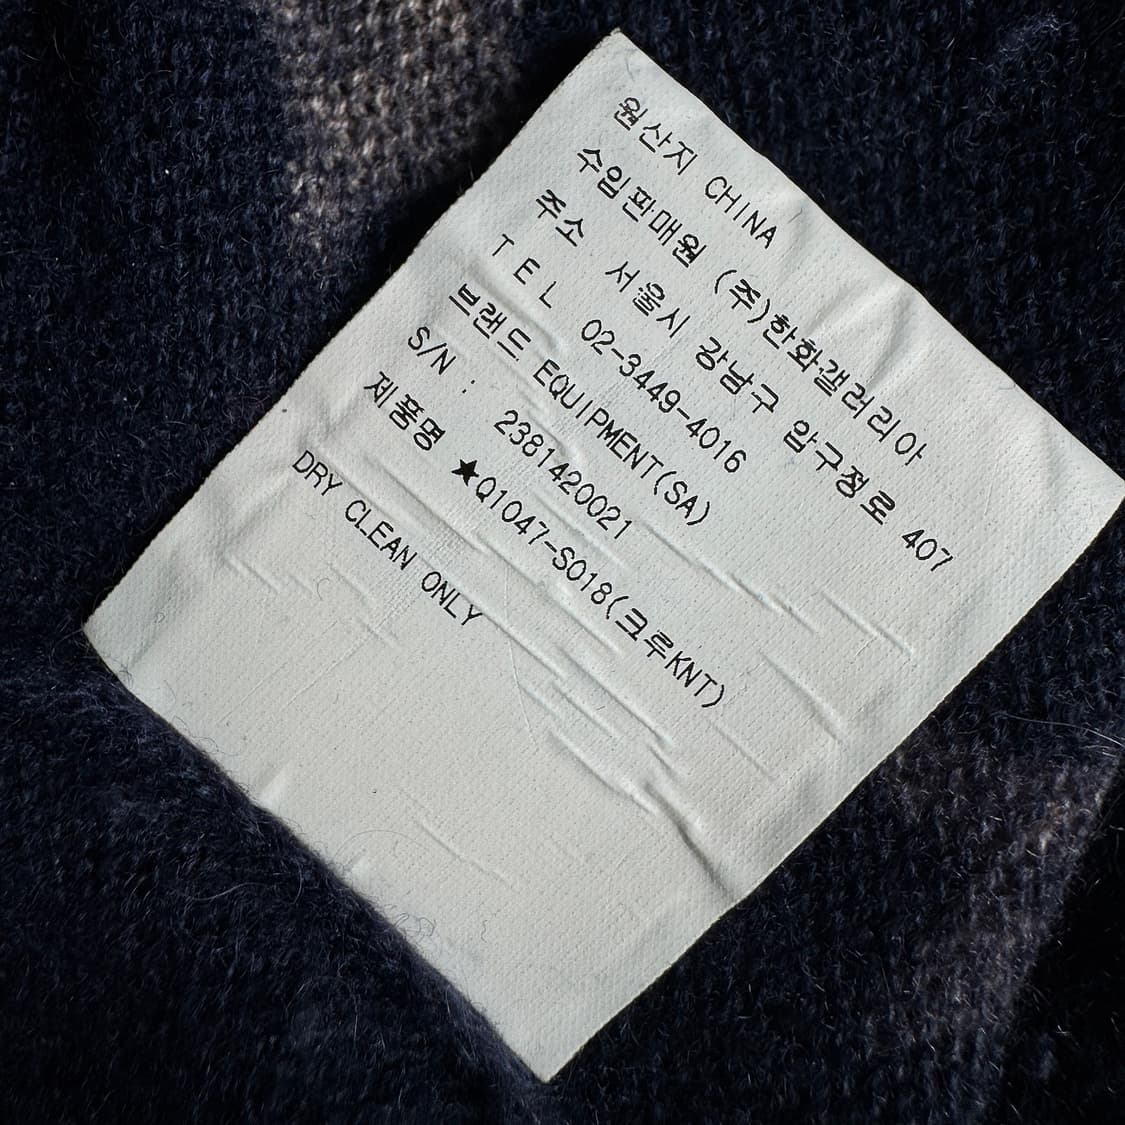 원산지 CHINA
수입판매원 (주)한화갤러리아
주소 서울시 강남구 압구정로 407
TEL 02-3449-4016
브랜드 EQUIPMENT(SA)
S/N : 2381420021
제품명 ★Q1047-S018(크루KNT)
DRY CLEAN ONLY